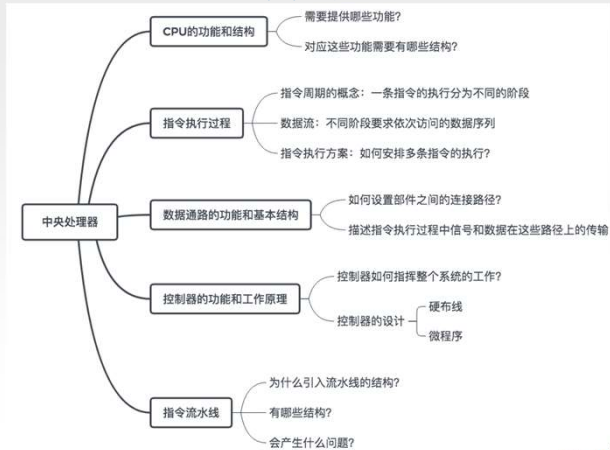 CPU的功能和结构
需要提供哪些功能?
对应这些功能需要有哪些结构?
指令执行过程
指令周期的概念：一条指令的执行分为不同的阶段
数据流：不同阶段要求依次访问的数据序列
指令执行方案：如何安排多条指令的执行?
中央处理器
数据通路的功能和基本结构
如何设置部件之间的连接路径?
描述指令执行过程中信号和数据在这些路径上的传输
控制器的功能和工作原理
控制器如何指挥整个系统的工作?
控制器的设计
硬布线
微程序
指令流水线
为什么引入流水线的结构?
有哪些结构?
会产生什么问题?